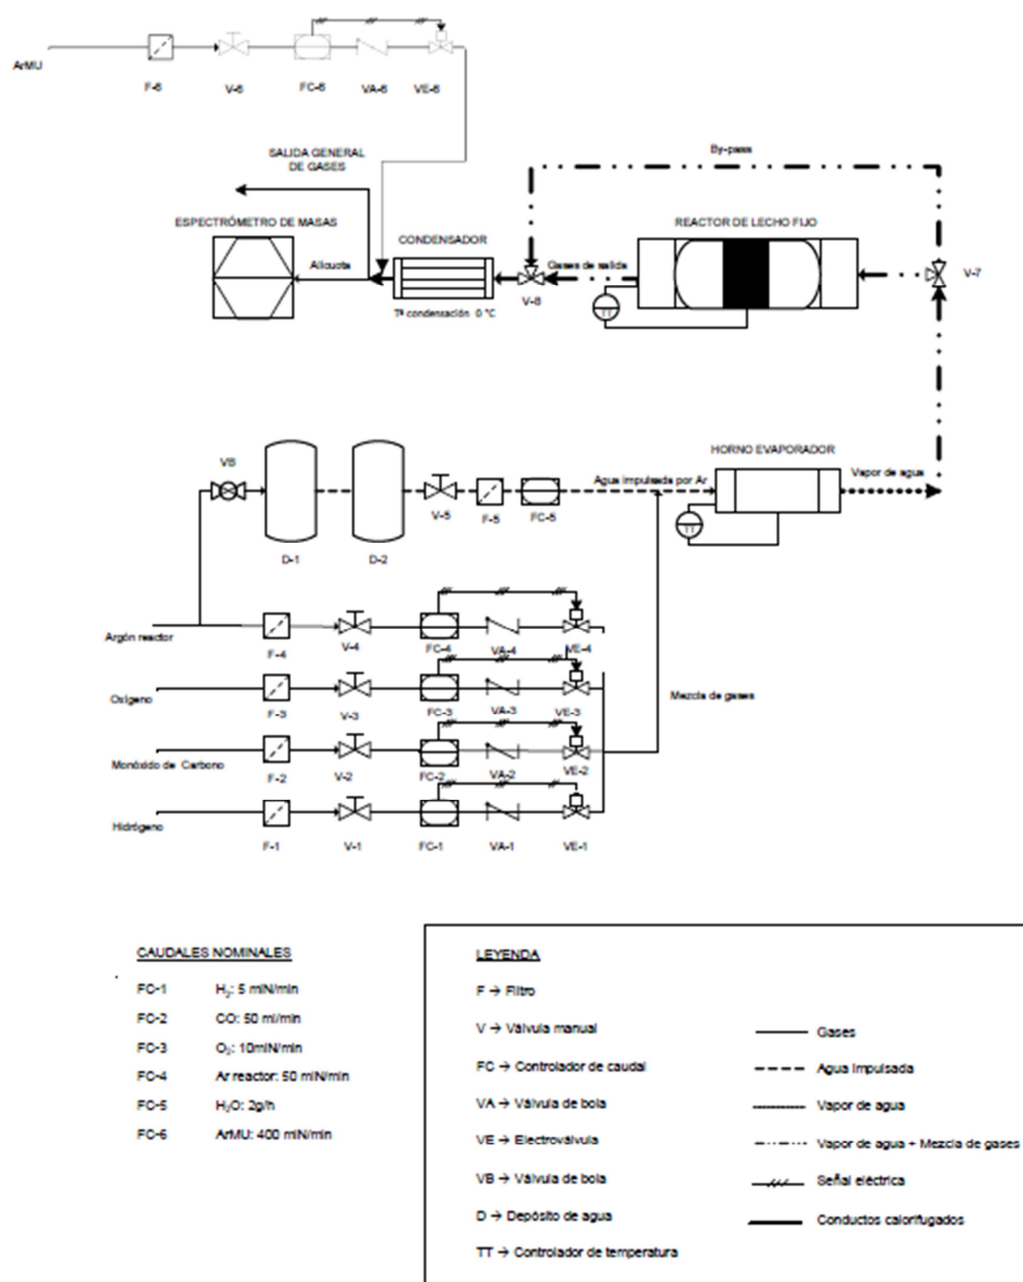 ArMU
F-6
V-6
FC-6
VA-6
VE-6
SALIDA GENERAL
DE GASES
By-pass
ESPECTRÓMETRO DE MASAS
CONDENSADOR
REACTOR DE LECHO FIJO
Alicuota
Gases de salida
V-7
V-8
Tª condensación 0 °C
TT
HORNO EVAPORADOR
VB
Agua impulsada por Ar
Vapor de agua
V-5
F-5
FC-5
TT
D-1
D-2
Argón reactor
F-4
V-4
FC-4
VA-4
VE-4
Oxígeno
F-3
V-3
FC-3
VA-3
VE-3
Mezcla de gases
Monóxido de Carbono
F-2
V-2
FC-2
VA-2
VE-2
Hidrógeno
F-1
V-1
FC-1
VA-1
VE-1
CAUDALES NOMINALES
FC-1 H₂: 5 mlN/min
FC-2 CO: 50 ml/min
FC-3 O₂: 10mlN/min
FC-4 Ar reactor: 50 mlN/min
FC-5 H₂O: 2g/h
FC-6 ArMU: 400 mlN/min
LEYENDA
F → Filtro
V → Válvula manual
FC → Controlador de caudal
VA → Válvula de bola
VE → Electroválvula
VB → Válvula de bola
D → Depósito de agua
TT → Controlador de temperatura
Gases
Agua Impulsada
Vapor de agua
Vapor de agua + Mezcla de gases
Señal eléctrica
Conductos calorifugados